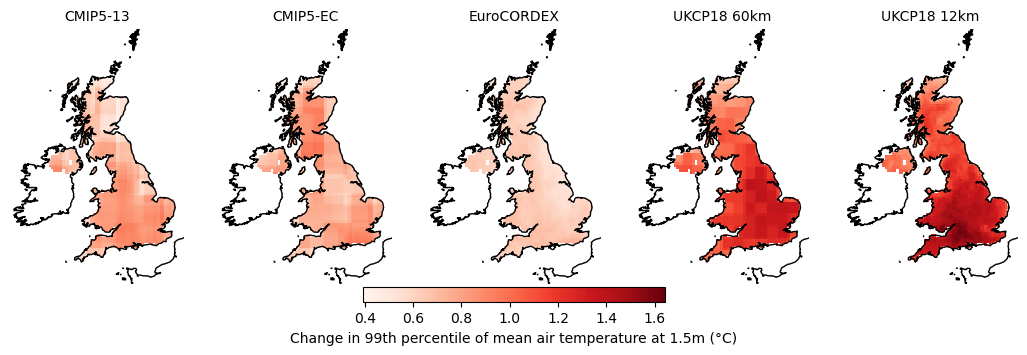 CMIP5-13 CMIP5-EC EuroCORDEX UKCP18 60km UKCP18 12km
0.4 0.6 0.8 1.0 1.2 1.4 1.6
Change in 99th percentile of mean air temperature at 1.5m (°C)